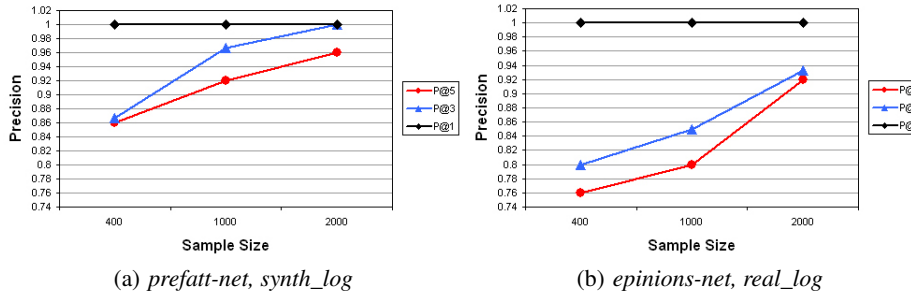 1.02
1
0.98
0.96
0.94
0.92
0.9
0.88
0.86
0.84
0.82
0.8
0.78
0.76
0.74
Precision
400 1000 2000
Sample Size
P@5
P@3
P@1
(a) prefatt-net, synth_log
1.02
1
0.98
0.96
0.94
0.92
0.9
0.88
0.86
0.84
0.82
0.8
0.78
0.76
0.74
Precision
400 1000 2000
Sample Size
P@
P@
P@
(b) epinions-net, real_log